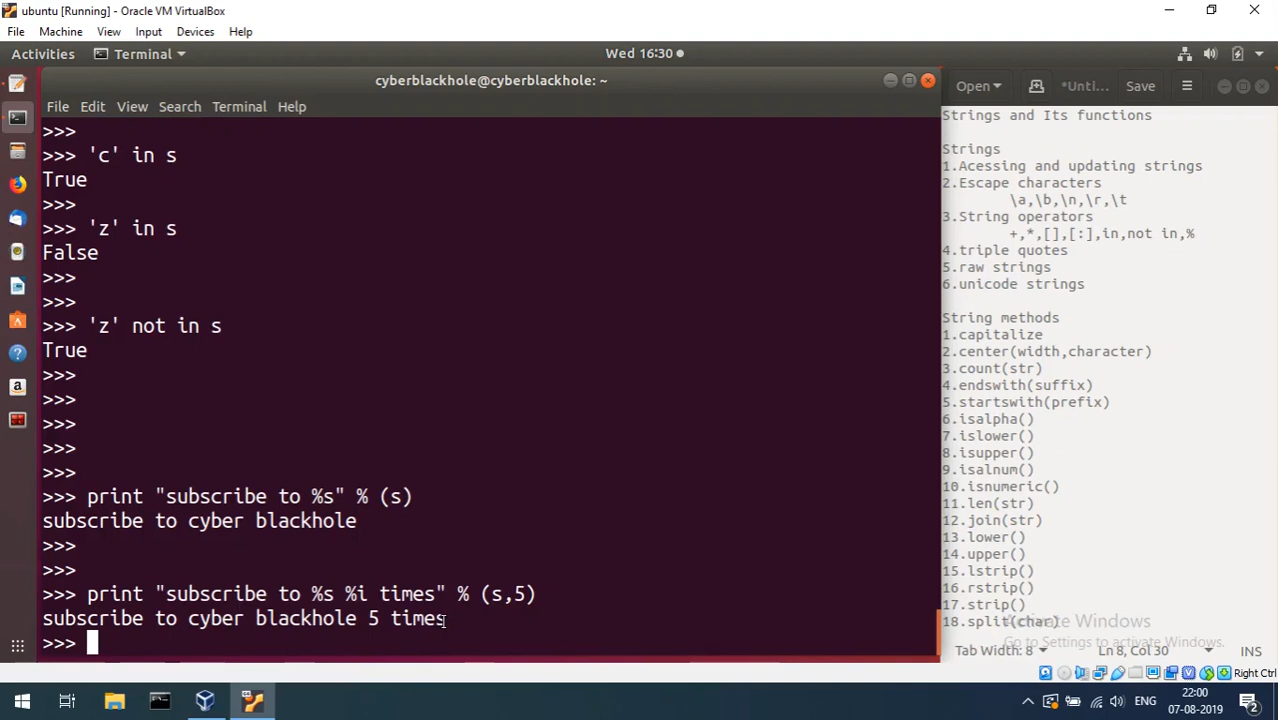 ubuntu [Running] - Oracle VM VirtualBox
File Machine View Input Devices Help
Activities Terminal Wed 16:30
cyberblackhole@cyberblackhole: ~
File Edit View Search Terminal Help
>>>
>>> 'c' in s
True
>>>
>>> 'z' in s
False
>>>
>>>
>>> 'z' not in s
True
>>>
>>>
>>>
>>>
>>>
>>> print "subscribe to %s" % (s)
subscribe to cyber blackhole
>>>
>>>
>>> print "subscribe to %s %i times" % (s,5)
subscribe to cyber blackhole 5 times
>>>
Open *Unti... Save
Strings and Its functions
Strings
1.Acessing and updating strings
2.Escape characters
\a,\b,\n,\r,\t
3.String operators
+,*,[],[:],in,not in,%
4.triple quotes
5.raw strings
6.unicode strings
String methods
1.capitalize
2.center(width,character)
3.count(str)
4.endswith(suffix)
5.startswith(prefix)
6.isalpha()
7.islower()
8.isupper()
9.isalnum()
10.isnumeric()
11.len(str)
12.join(str)
13.lower()
14.upper()
15.lstrip()
16.rstrip()
17.strip()
18.split(char)
Activate Windows
Go to Settings to activate Windows.
Tab Width: 8 Ln 8, Col 30 INS
Right Ctrl
ENG 22:00
07-08-2019
2